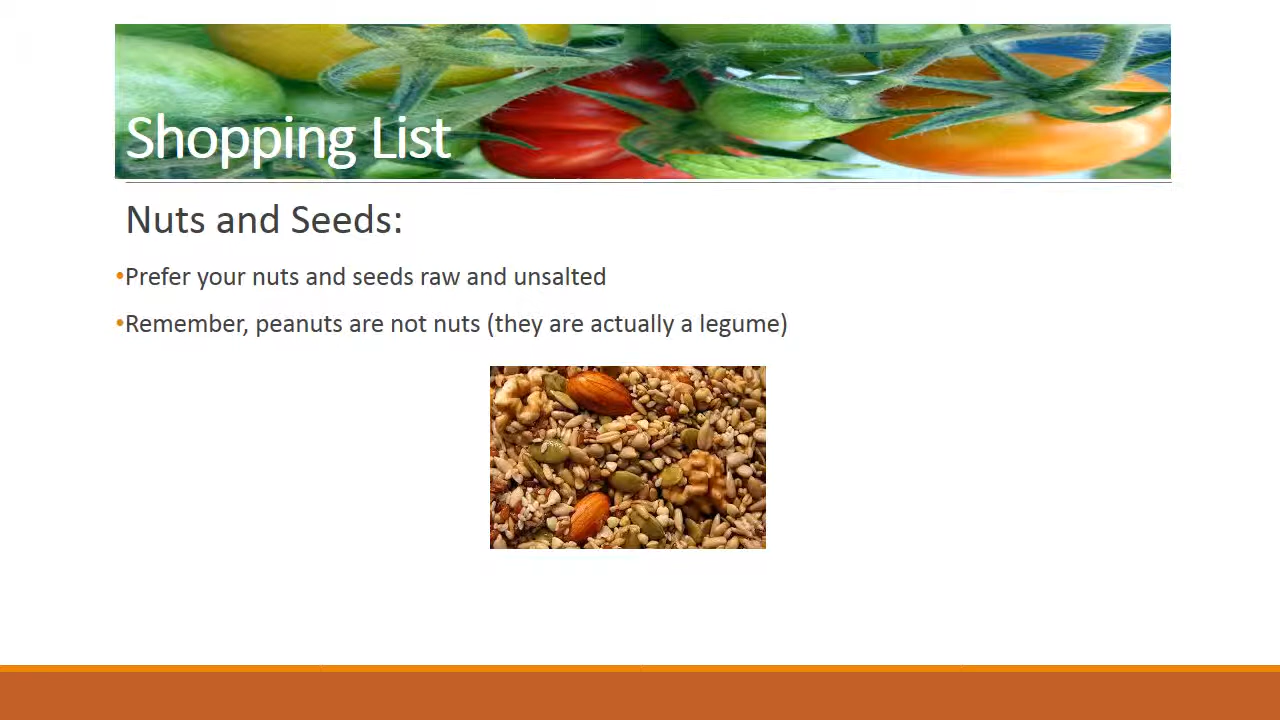 Shopping List
Nuts and Seeds:
•Prefer your nuts and seeds raw and unsalted
•Remember, peanuts are not nuts (they are actually a legume)